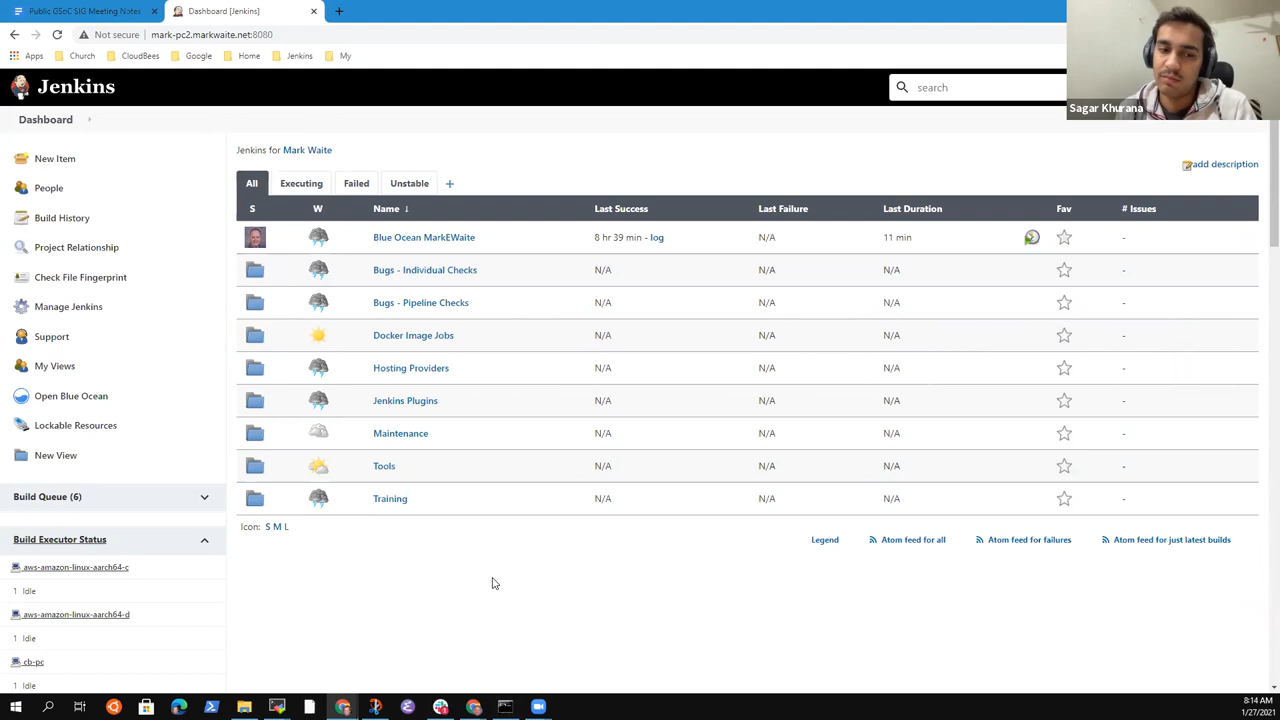 Public GSoC SIG Meeting Notes
Dashboard [Jenkins]
Not secure
mark-pc2.markwaite.net:8080
Apps
Church
CloudBees
Google
Home
Jenkins
My
Jenkins
search
Sagar Khurana
Dashboard
New Item
People
Build History
Project Relationship
Check File Fingerprint
Manage Jenkins
Support
My Views
Open Blue Ocean
Lockable Resources
New View
Build Queue (6)
Build Executor Status
aws-amazon-linux-aarch64-c
1 Idle
aws-amazon-linux-aarch64-d
1 Idle
cb-pc
1 Idle
Jenkins for Mark Waite
add description
All Executing Failed Unstable +
S W Name ↓ Last Success Last Failure Last Duration Fav # Issues
Blue Ocean MarkEWaite 8 hr 39 min - log N/A 11 min -
Bugs - Individual Checks N/A N/A N/A -
Bugs - Pipeline Checks N/A N/A N/A -
Docker Image Jobs N/A N/A N/A -
Hosting Providers N/A N/A N/A -
Jenkins Plugins N/A N/A N/A -
Maintenance N/A N/A N/A -
Tools N/A N/A N/A -
Training N/A N/A N/A -
Icon: S M L
Legend Atom feed for all Atom feed for failures Atom feed for just latest builds
8:14 AM
1/27/2021